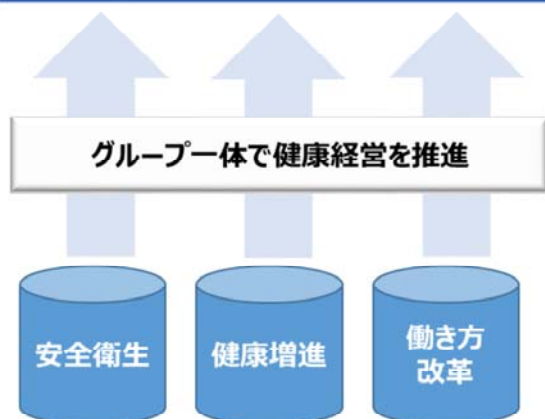 グループ一体で健康経営を推進
安全衛生
健康増進
働き方
改革